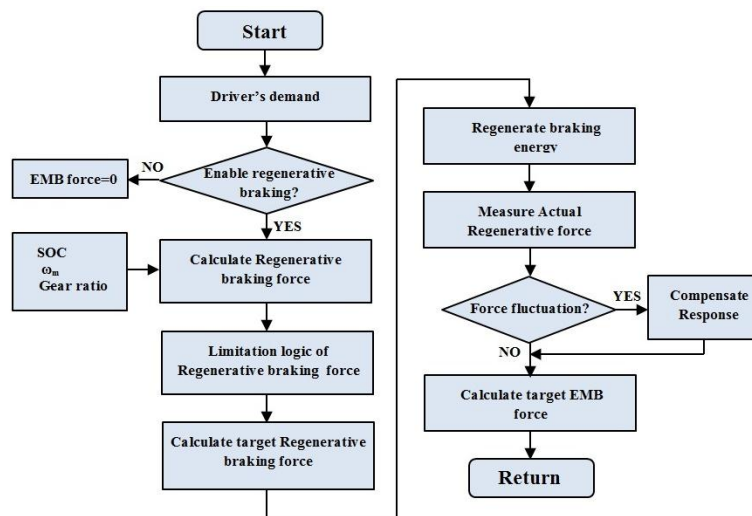 Start
Driver's demand
Enable regenerative
braking?
NO
EMB force=0
YES
SOC
ωm
Gear ratio
Calculate Regenerative
braking force
Limitation logic of
Regenerative braking force
Calculate target Regenerative
braking force
Regenerate braking
energy
Measure Actual
Regenerative force
Force fluctuation?
YES
Compensate
Response
NO
Calculate target EMB
force
Return